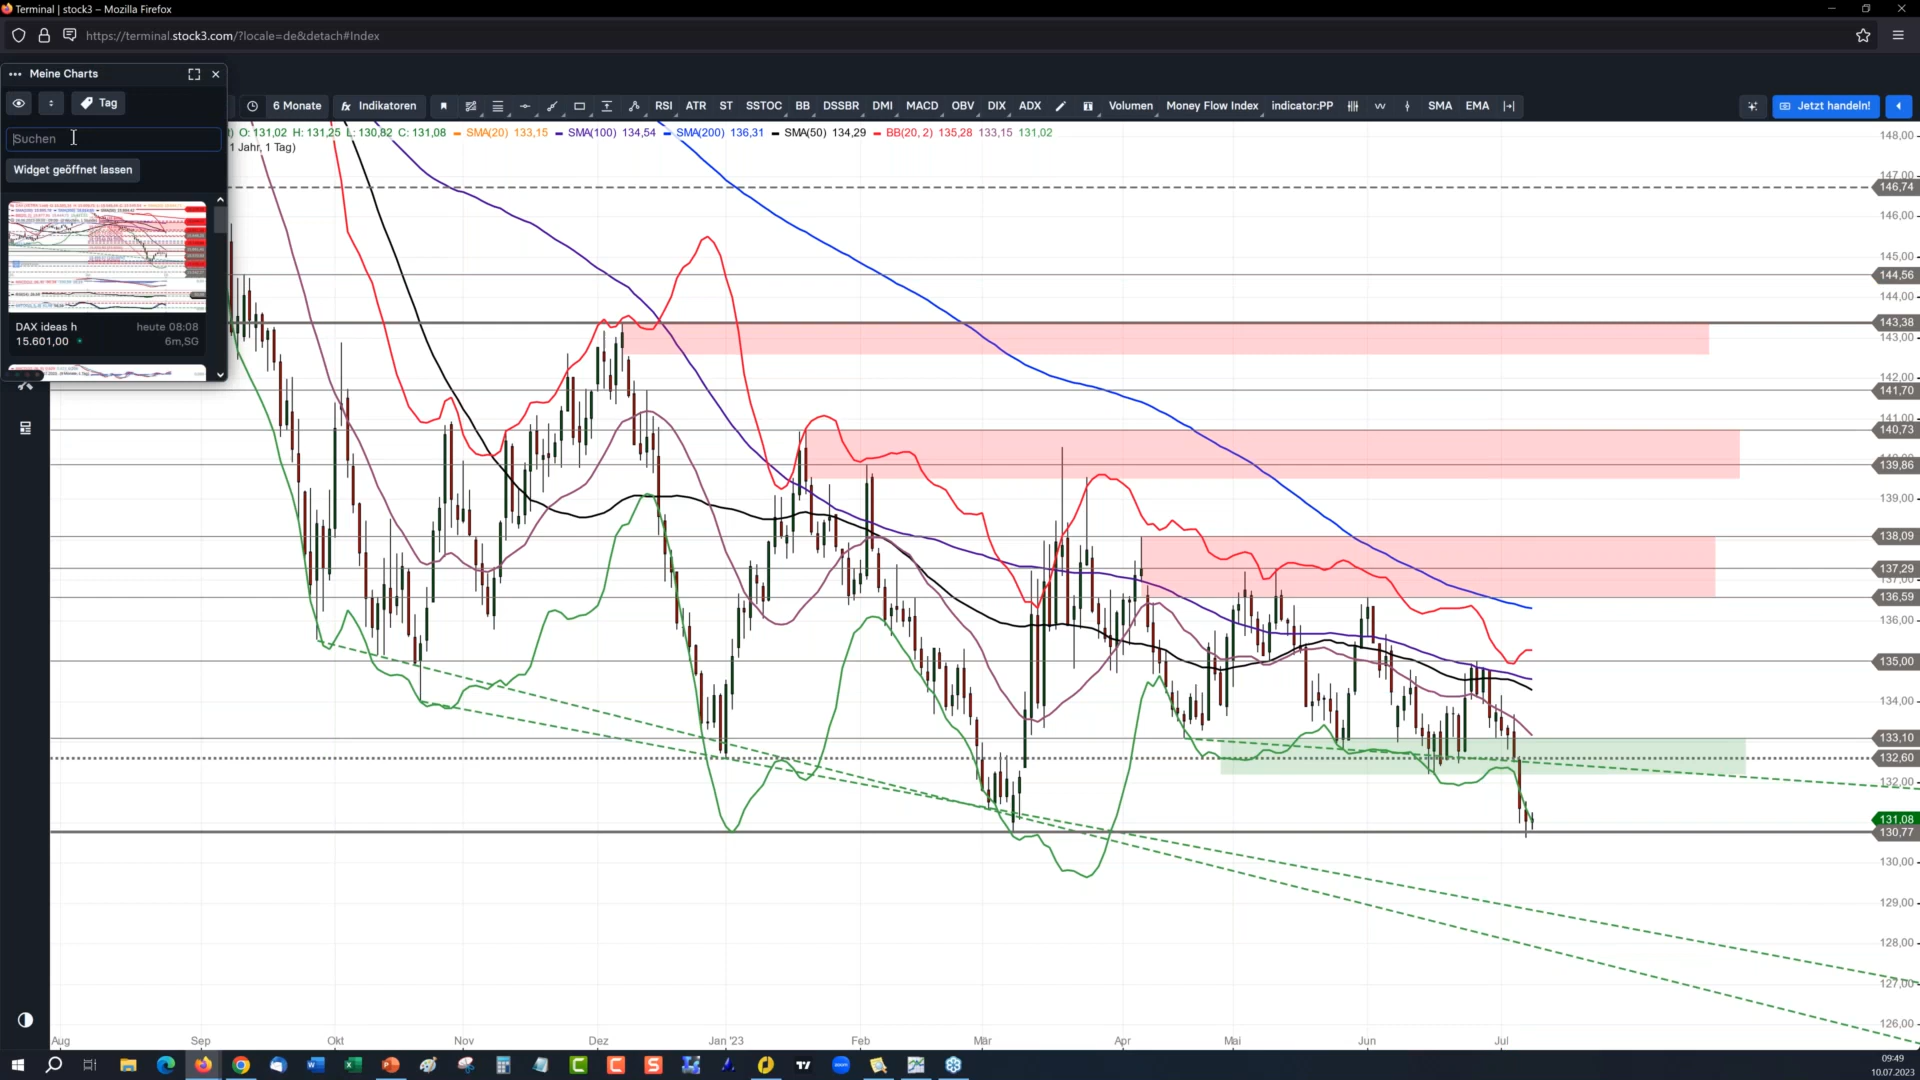 Terminal | stock3 – Mozilla Firefox
https://terminal.stock3.com/?locale=de&detach#Index
Meine Charts
Tag
Suchen
Widget geöffnet lassen
DAX ideas h heute 08:08
15.601,00 6m,SG
6 Monate fx Indikatoren RSI ATR ST SSTOC BB DSSBR DMI MACD OBV DIX ADX Volumen Money Flow Index indicator:PP SMA EMA Jetzt handeln!
O: 131,02 H: 131,25 L: 130,82 C: 131,08 SMA(20) 133,15 SMA(100) 134,54 SMA(200) 136,31 SMA(50) 134,29 BB(20, 2) 135,28 133,15 131,02
1 Jahr, 1 Tag)
148,00
147,00
146,74
146,00
145,00
144,56
144,00
143,38
143,00
142,00
141,70
141,00
140,73
139,86
139,00
138,09
137,29
137,00
136,59
136,00
135,00
134,00
133,10
132,60
132,00
131,08
130,77
130,00
129,00
128,00
127,00
126,00
Aug Sep Okt Nov Dez Jan '23 Feb Mär Apr Mai Jun Jul
09:49
10.07.2023